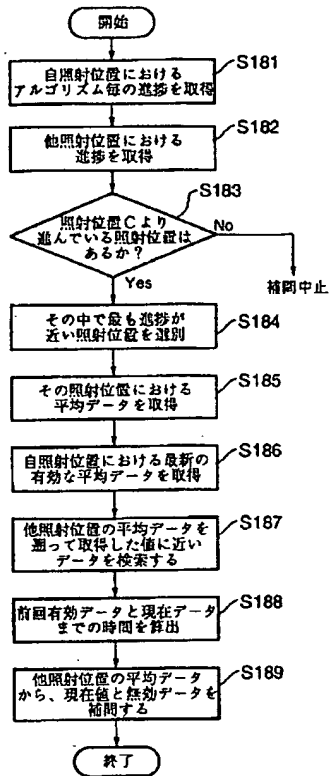 開始
自照射位置における
アルゴリズム毎の進捗を取得
S181
他照射位置における
進捗を取得
S182
照射位置Cより
進んでいる照射位置は
あるか?
S183
No
補間中止
Yes
その中で最も進捗が
近い照射位置を選別
S184
その照射位置における
平均データを取得
S185
自照射位置における最新の
有効な平均データを取得
S186
他照射位置の平均データを
遡って取得した値に近い
データを検索する
S187
前回有効データと現在データ
までの時間を算出
S188
他照射位置の平均データ
から、現在値と無効データを
補間する
S189
終了